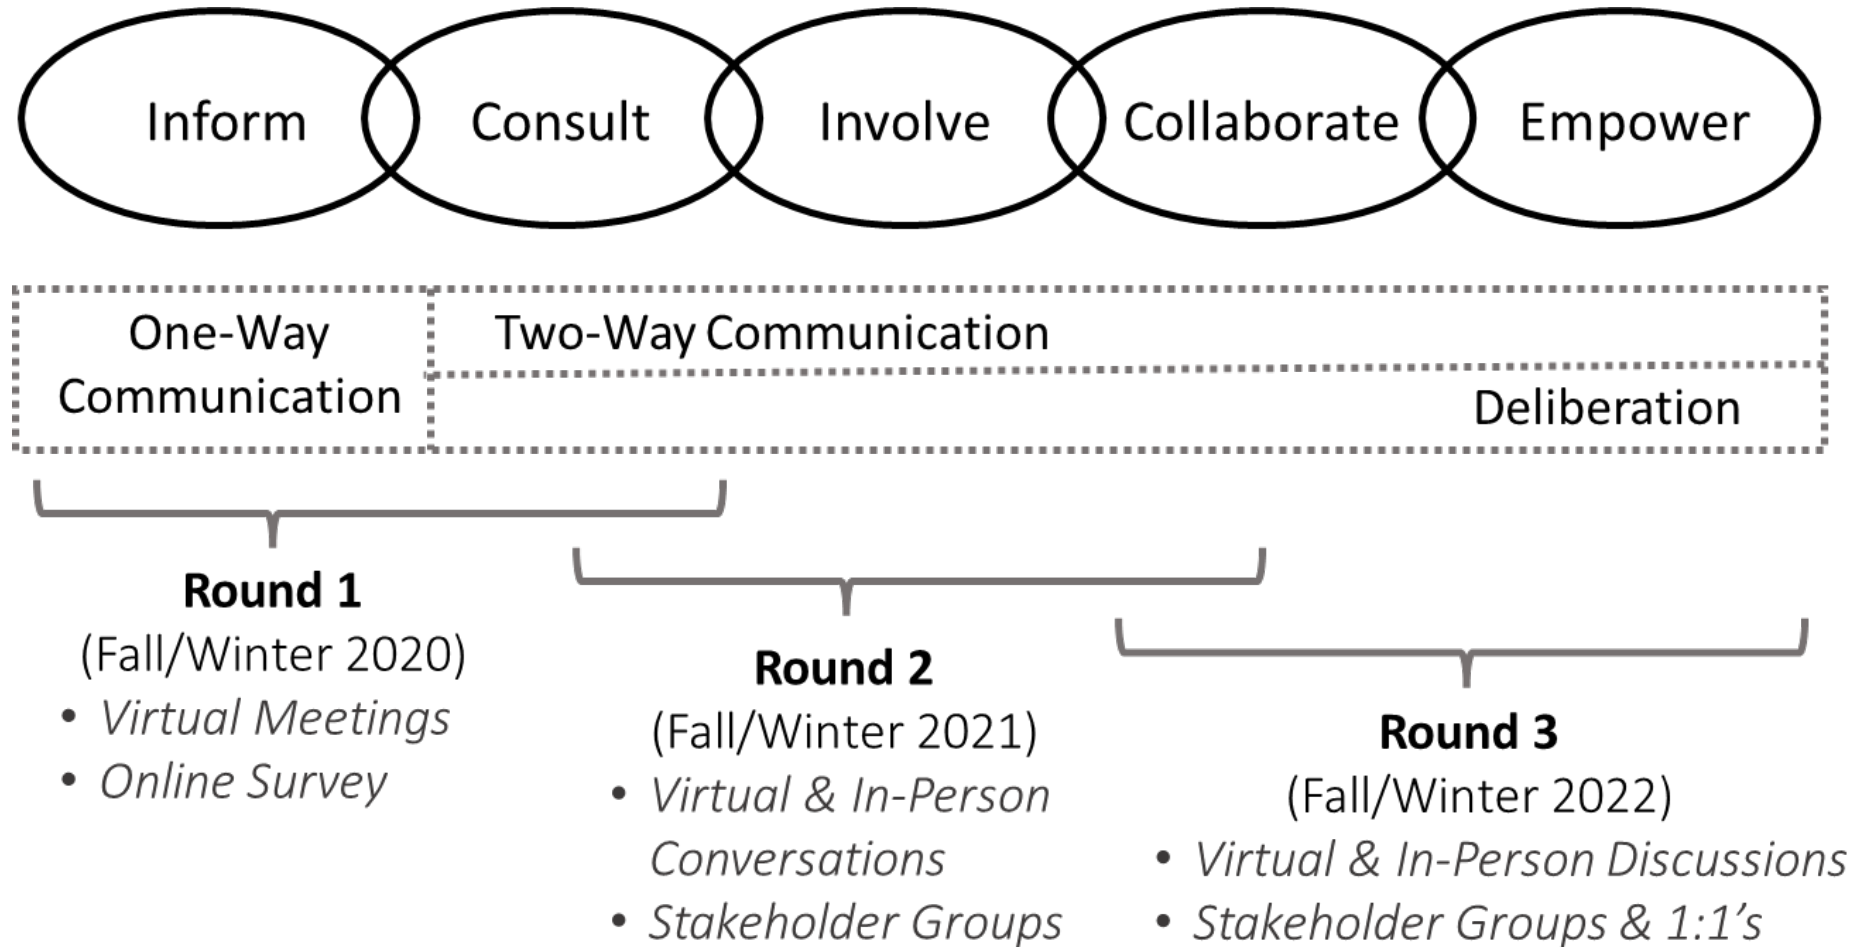 Inform
Consult
Involve
Collaborate
Empower
One-Way
Communication
Two-Way Communication
Deliberation
Round 1
(Fall/Winter 2020)
• Virtual Meetings
• Online Survey
Round 2
(Fall/Winter 2021)
• Virtual & In-Person
Conversations
• Stakeholder Groups
Round 3
(Fall/Winter 2022)
• Virtual & In-Person Discussions
• Stakeholder Groups & 1:1’s